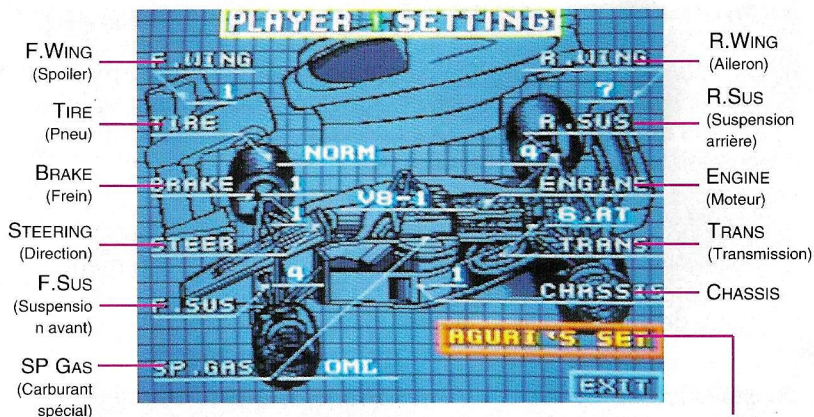 PLAYER 1 SETTING
F.WING
(Spoiler)
TIRE
(Pneu)
BRAKE
(Frein)
STEERING
(Direction)
F.SUS
(Suspensio
n avant)
SP GAS
(Carburant
spécial)
F.WING
1
TIRE
NORM
BRAKE
1
V8-1
1
STEER
4
F.SUS
SP.GAS
0ML
R.WING
7
R.SUS
4
ENGINE
6.AT
TRANS
1
CHASSIS
AGURI'S SET
EXIT
R.WING
(Aileron)
R.SUS
(Suspension
arrière)
ENGINE
(Moteur)
TRANS
(Transmission)
CHASSIS